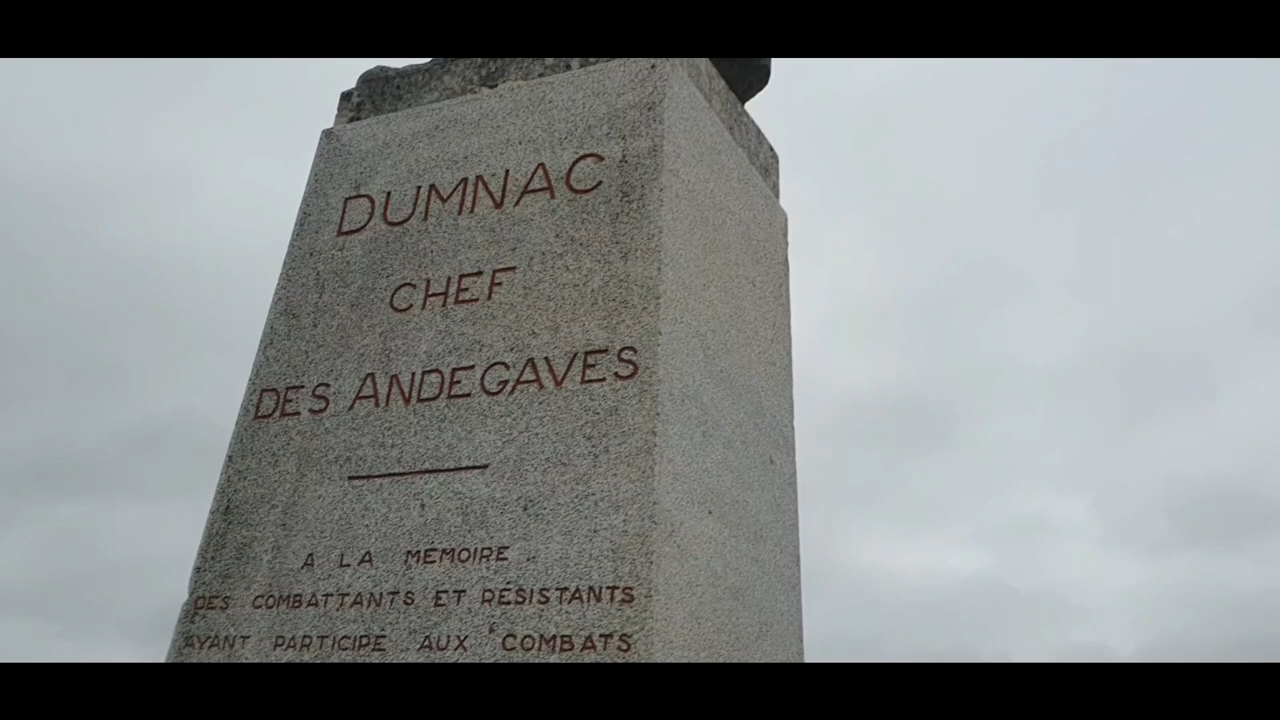 DUMNAC
CHEF
DES ANDEGAVES
A LA MÉMOIRE
DES COMBATTANTS ET RÉSISTANTS
AYANT PARTICIPÉ AUX COMBATS